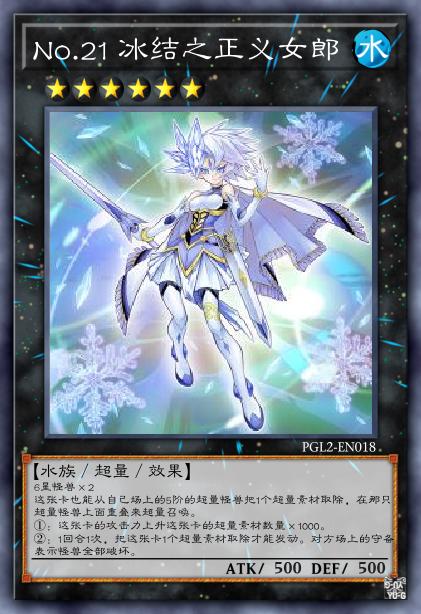 No.21 冰结之正义女郎 水
PGL2-EN018
【水族/超量/效果】
6星怪兽×2
这张卡也能从自己场上的5阶的超量怪兽把1个超量素材取除,在那只
超量怪兽上面重叠来超量召唤。
①:这张卡的攻击力上升这张卡的超量素材数量×1000。
②:1回合1次,把这张卡1个超量素材取除才能发动。对方场上的守备
表示怪兽全部破坏。
ATK/ 500 DEF/ 500